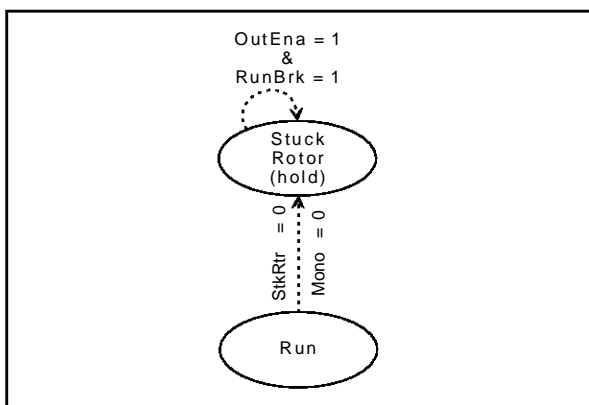 OutEna = 1
&
RunBrk = 1
Stuck
Rotor
(hold)
StkRtr = 0
Mono = 0
Run